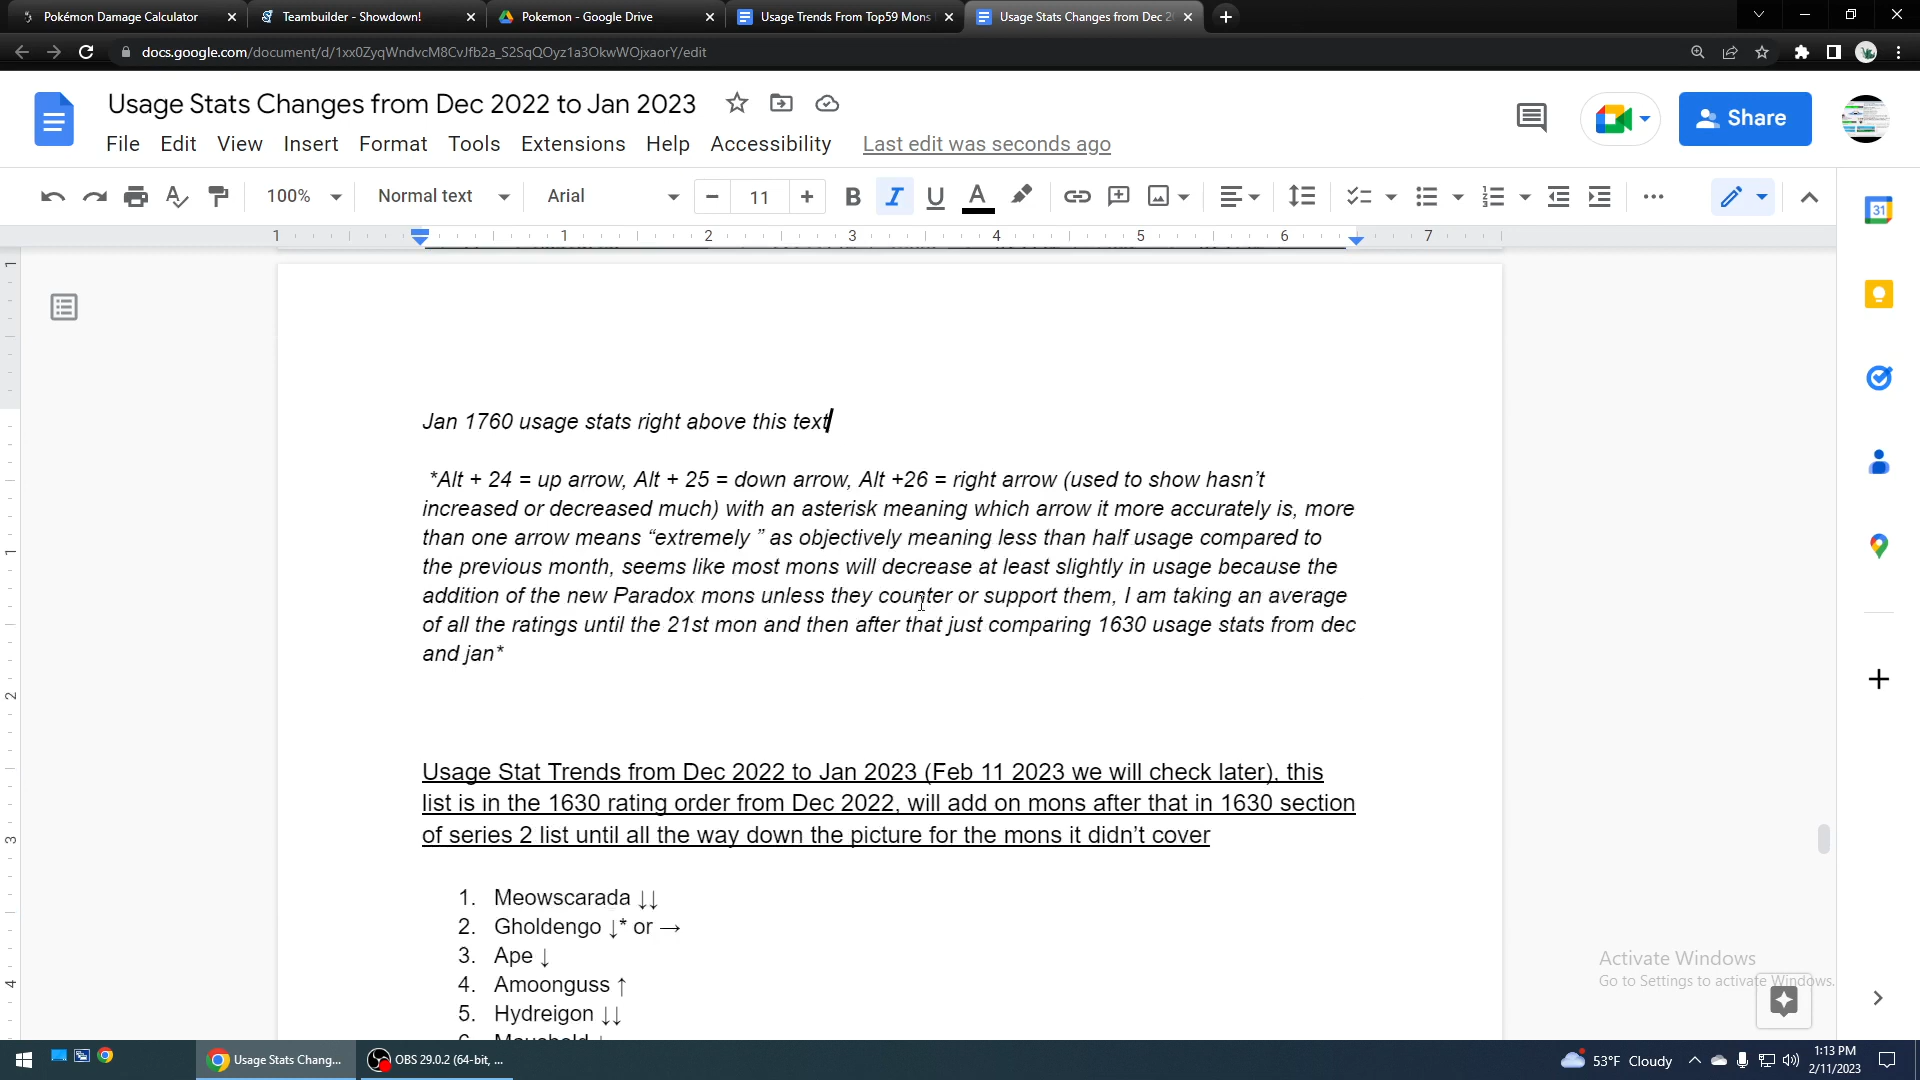 Pokémon Damage Calculator
Teambuilder - Showdown!
Pokemon - Google Drive
Usage Trends From Top59 Mons
Usage Stats Changes from Dec 2
docs.google.com/document/d/1xx0ZyqWndvcM8CvJfb2a_S2SqQOyz1a3OkwWOjxaorY/edit
Usage Stats Changes from Dec 2022 to Jan 2023
File Edit View Insert Format Tools Extensions Help Accessibility Last edit was seconds ago
Share
100% Normal text Arial 11
1 1 2 3 4 5 6 7
Jan 1760 usage stats right above this text
*Alt + 24 = up arrow, Alt + 25 = down arrow, Alt +26 = right arrow (used to show hasn't
increased or decreased much) with an asterisk meaning which arrow it more accurately is, more
than one arrow means “extremely ” as objectively meaning less than half usage compared to
the previous month, seems like most mons will decrease at least slightly in usage because the
addition of the new Paradox mons unless they counter or support them, I am taking an average
of all the ratings until the 21st mon and then after that just comparing 1630 usage stats from dec
and jan*
Usage Stat Trends from Dec 2022 to Jan 2023 (Feb 11 2023 we will check later), this
list is in the 1630 rating order from Dec 2022, will add on mons after that in 1630 section
of series 2 list until all the way down the picture for the mons it didn't cover
1. Meowscarada ↓↓
2. Gholdengo ↓* or →
3. Ape ↓
4. Amoonguss ↑
5. Hydreigon ↓↓
Activate Windows
Go to Settings to activate Windows.
Usage Stats Chang...
OBS 29.0.2 (64-bit, ...
53°F Cloudy
1:13 PM
2/11/2023